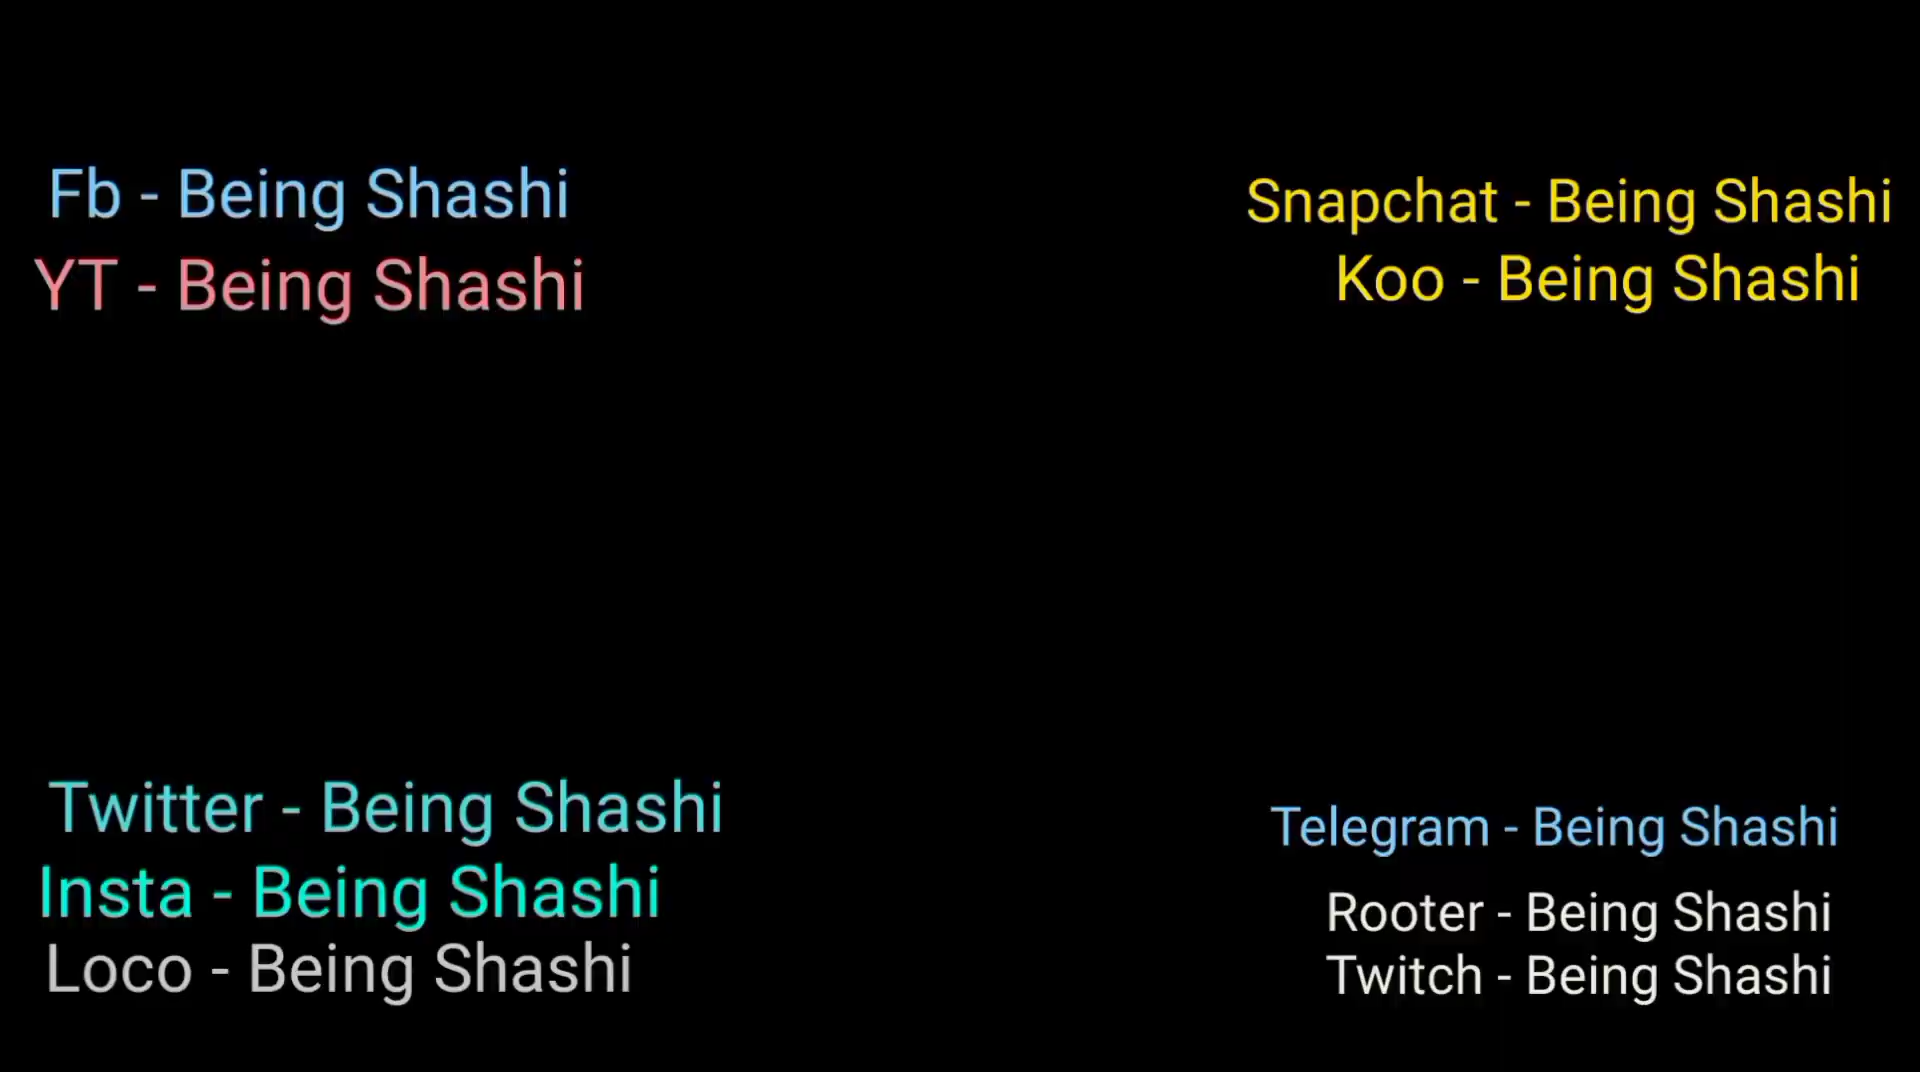 Fb - Being Shashi
YT - Being Shashi
Snapchat - Being Shashi
Koo - Being Shashi
Twitter - Being Shashi
Insta - Being Shashi
Loco - Being Shashi
Telegram - Being Shashi
Rooter - Being Shashi
Twitch - Being Shashi